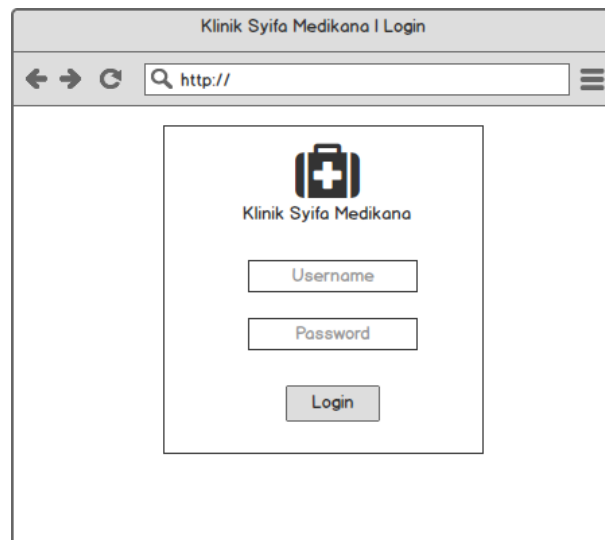 Klinik Syifa Medikana | Login
http://
Klinik Syifa Medikana
Username
Password
Login